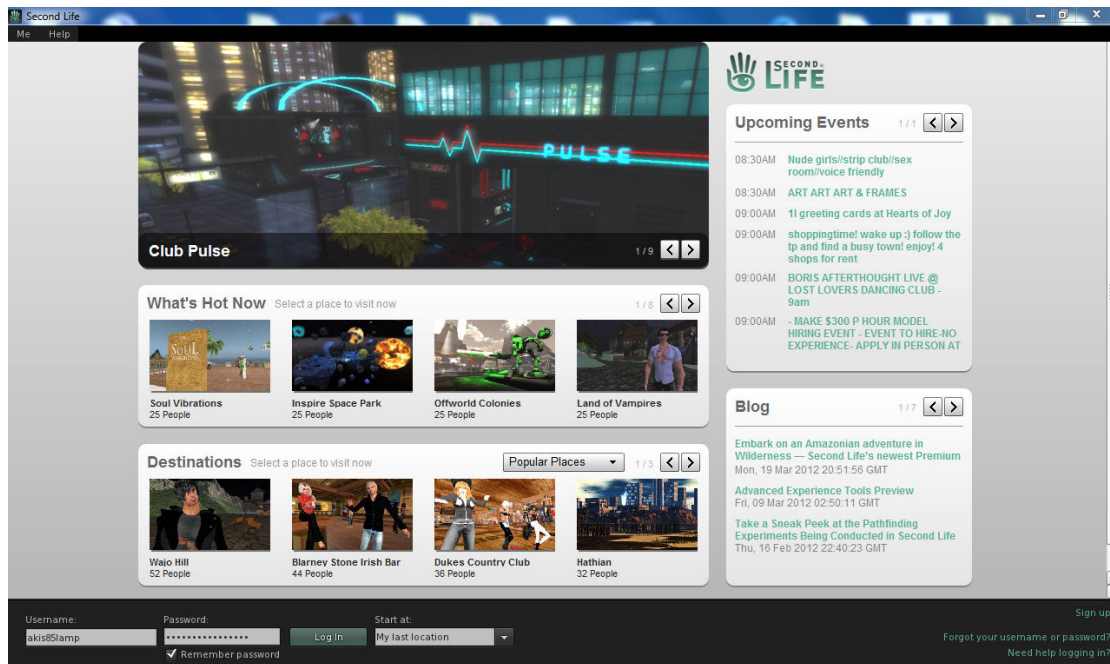 Second Life
Me Help
PULSE
Club Pulse
1 / 9
What's Hot Now Select a place to visit now
1 / 8
SOUL
Soul Vibrations
25 People
Inspire Space Park
25 People
Offworld Colonies
25 People
Land of Vampires
25 People
Destinations Select a place to visit now
Popular Places
1 / 3
Wajo Hill
52 People
Blarney Stone Irish Bar
44 People
Dukes Country Club
36 People
Hathian
32 People
SECOND
LIFE
Upcoming Events 1 / 1
08:30AM Nude girls//strip club//sex
room//voice friendly
08:30AM ART ART ART & FRAMES
09:00AM 1l greeting cards at Hearts of Joy
09:00AM shoppingtime! wake up :) follow the
tp and find a busy town! enjoy! 4
shops for rent
09:00AM BORIS AFTERTHOUGHT LIVE @
LOST LOVERS DANCING CLUB -
9am
09:00AM - MAKE $300 P HOUR MODEL
HIRING EVENT - EVENT TO HIRE-NO
EXPERIENCE- APPLY IN PERSON AT
Blog 1 / 7
Embark on an Amazonian adventure in
Wilderness — Second Life's newest Premium
Mon, 19 Mar 2012 20:51:56 GMT
Advanced Experience Tools Preview
Fri, 09 Mar 2012 02:50:11 GMT
Take a Sneak Peek at the Pathfinding
Experiments Being Conducted in Second Life
Thu, 16 Feb 2012 22:40:23 GMT
Username: Password: Start at:
akis85lamp •••••••••••••••• Log In My last location
Remember password
Sign up
Forgot your username or password?
Need help logging in?